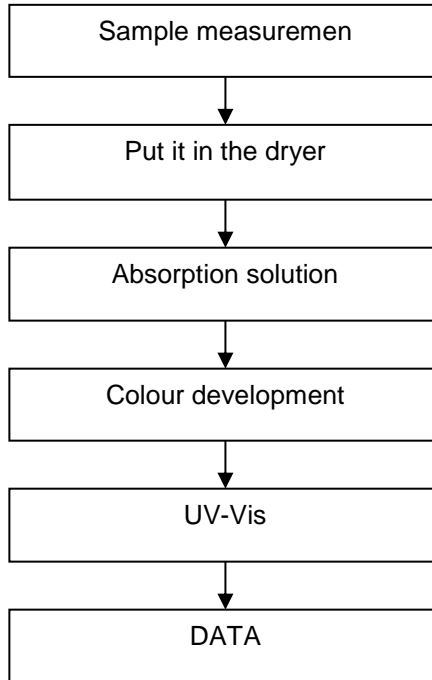 Sample measuremen
Put it in the dryer
Absorption solution
Colour development
UV-Vis
DATA